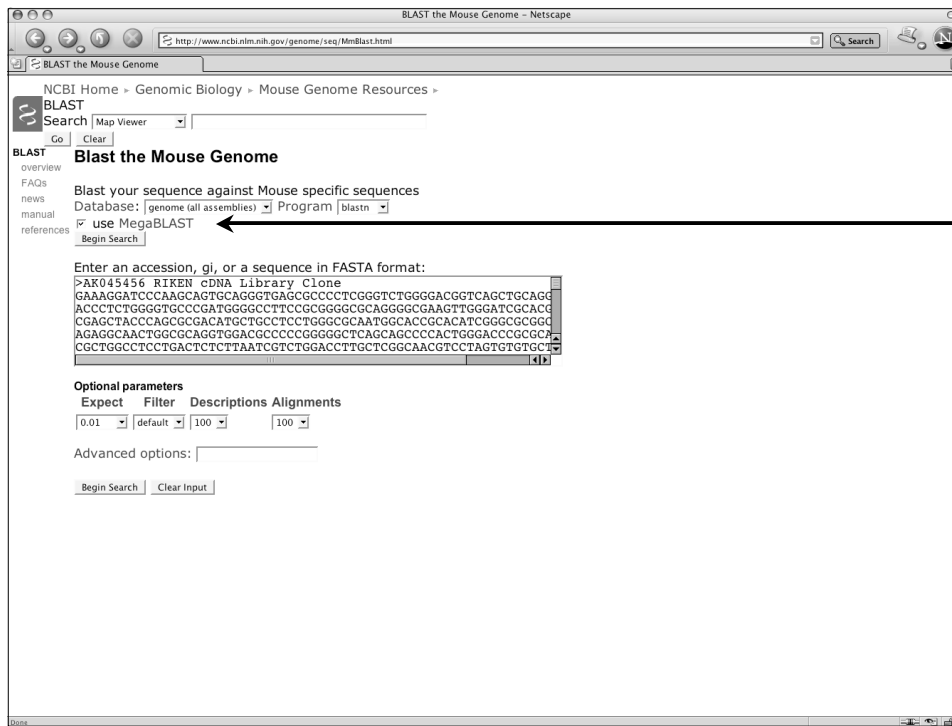 BLAST the Mouse Genome – Netscape
http://www.ncbi.nlm.nih.gov/genome/seq/MmBlast.html
Search
N
BLAST the Mouse Genome
NCBI Home ▸ Genomic Biology ▸ Mouse Genome Resources ▸
BLAST
Search Map Viewer
Go Clear
BLAST
overview
FAQs
news
manual
references
Blast the Mouse Genome
Blast your sequence against Mouse specific sequences
Database: genome (all assemblies) Program blastn
use MegaBLAST
Begin Search
Enter an accession, gi, or a sequence in FASTA format:
>AK045456 RIKEN cDNA Library Clone
GAAAGGATCCCAAGCAGTGCAGGGTGAGCGCCCCTCGGGTCTGGGGACGGTCAGCTGCAGG
ACCCTCTGGGGTGCCCGATGGGGCCTTCCGCGGGGCGCAGGGGCGAAGTTGGGATCGCACG
CGAGCTACCCAGCGCGACATGCTGCCTCCTGGGCGCAATGGCACCGCACATCGGGCGCGGC
AGAGGCAACTGGCGCAGGTGGACGCCCCCGGGGGCTCAGCAGCCCCACTGGGACCCGCGCA
CGCTGGCCTCCTGACTCTCTTAATCGTCTGGACCTTGCTCGGCAACGTCCTAGTGTGTGCT
Optional parameters
Expect Filter Descriptions Alignments
0.01 default 100 100
Advanced options:
Begin Search Clear Input
Done